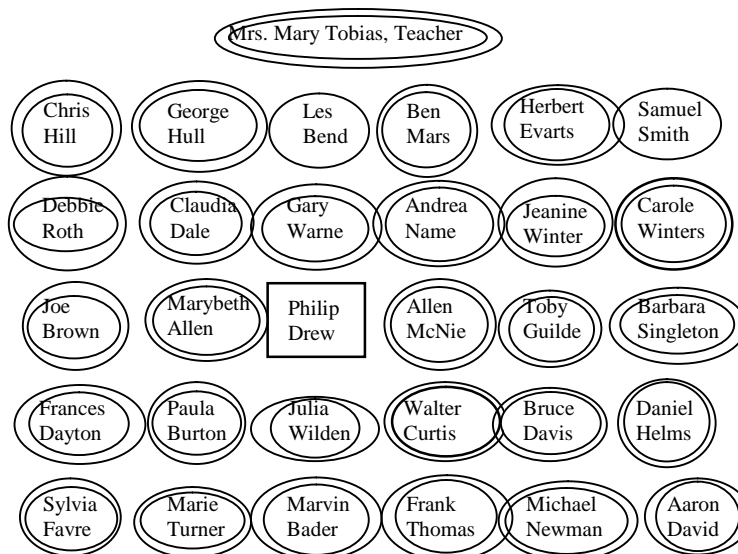 Mrs. Mary Tobias, Teacher
Chris
Hill
George
Hull
Les
Bend
Ben
Mars
Herbert
Evarts
Samuel
Smith
Debbie
Roth
Claudia
Dale
Gary
Warne
Andrea
Name
Jeanine
Winter
Carole
Winters
Joe
Brown
Marybeth
Allen
Philip
Drew
Allen
McNie
Toby
Guilde
Barbara
Singleton
Frances
Dayton
Paula
Burton
Julia
Wilden
Walter
Curtis
Bruce
Davis
Daniel
Helms
Sylvia
Favre
Marie
Turner
Marvin
Bader
Frank
Thomas
Michael
Newman
Aaron
David